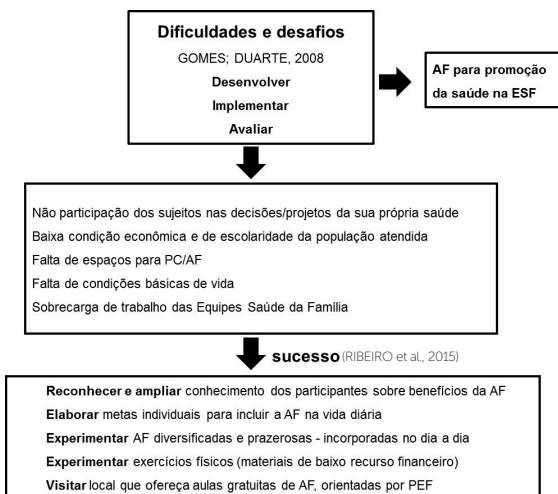 Dificuldades e desafios
GOMES; DUARTE, 2008
Desenvolver
Implementar
Avaliar
AF para promoção
da saúde na ESF
Não participação dos sujeitos nas decisões/projetos da sua própria saúde
Baixa condição econômica e de escolaridade da população atendida
Falta de espaços para PC/AF
Falta de condições básicas de vida
Sobrecarga de trabalho das Equipes Saúde da Família
sucesso (RIBEIRO et al., 2015)
Reconhecer e ampliar conhecimento dos participantes sobre benefícios da AF
Elaborar metas individuais para incluir a AF na vida diária
Experimentar AF diversificadas e prazerosas - incorporadas no dia a dia
Experimentar exercícios físicos (materiais de baixo recurso financeiro)
Visitar local que ofereça aulas gratuitas de AF, orientadas por PEF